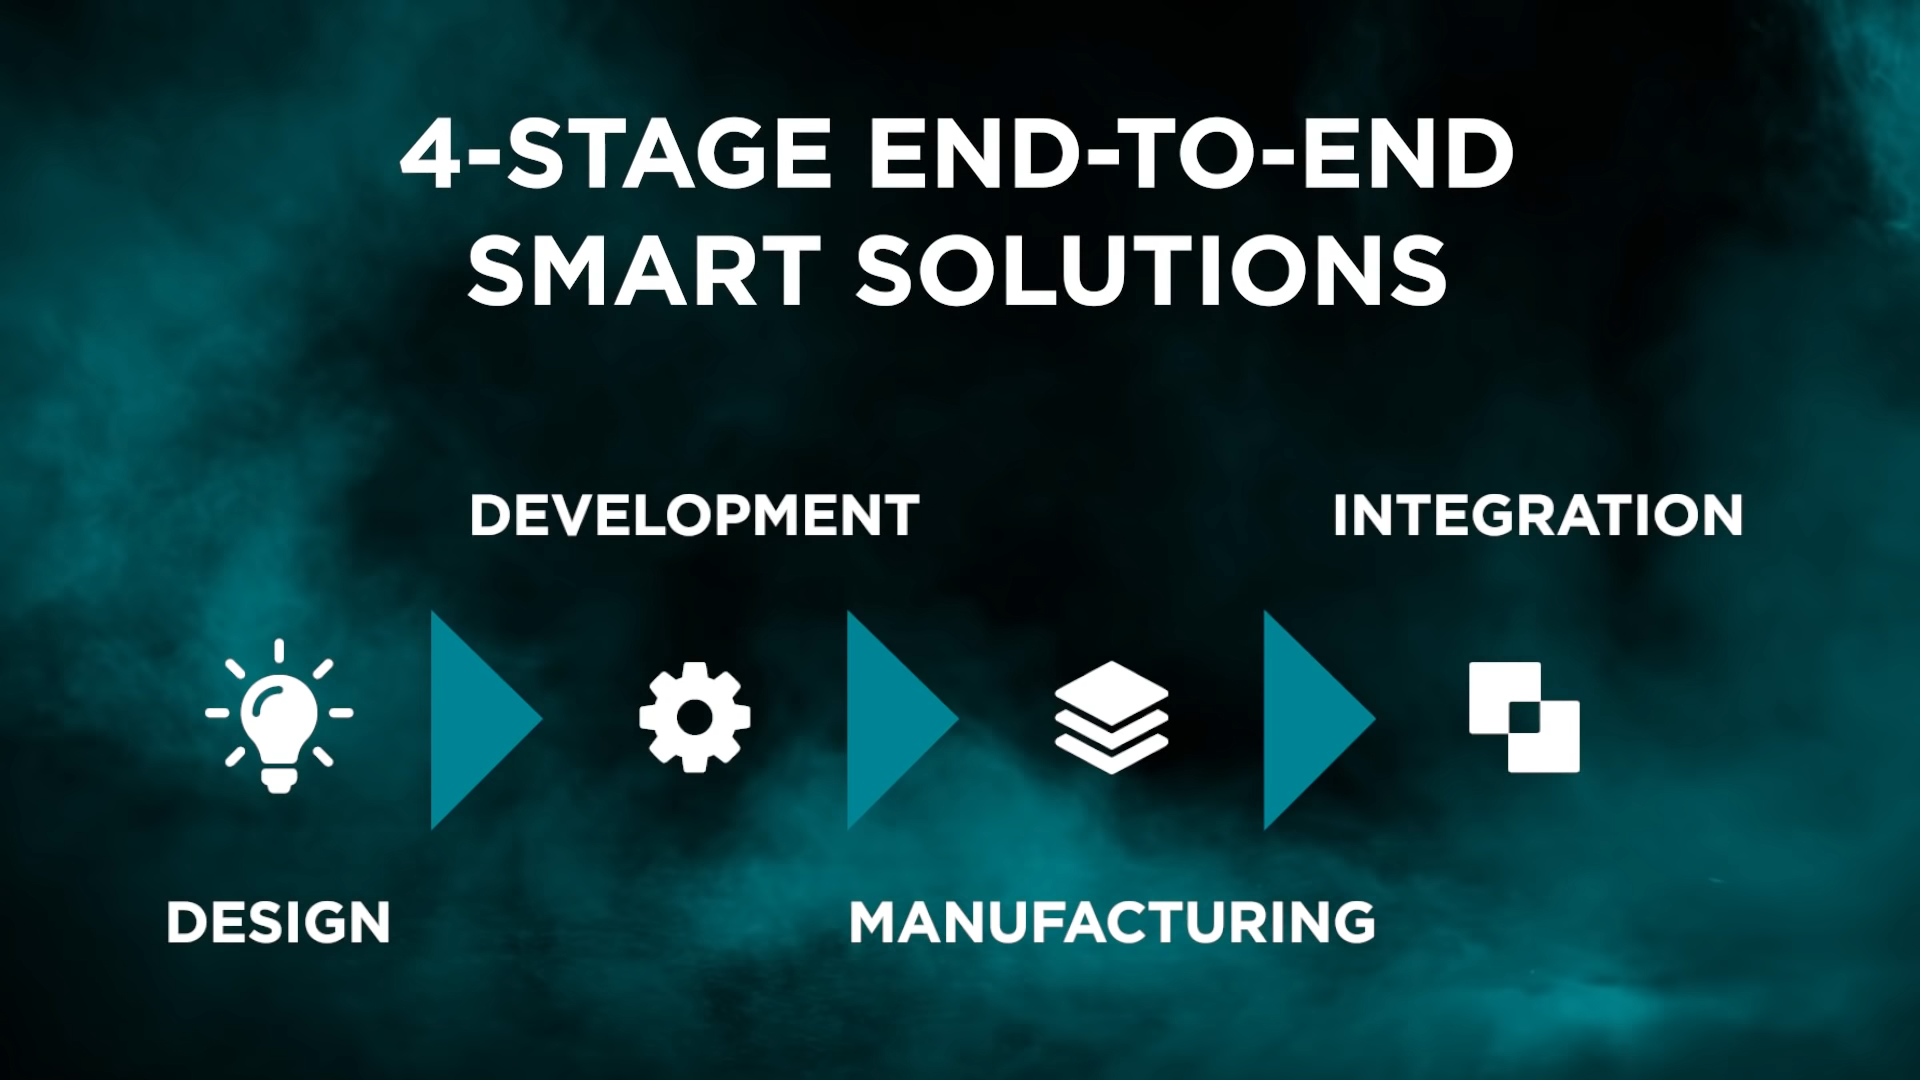 4-STAGE END-TO-END
SMART SOLUTIONS
DESIGN
DEVELOPMENT
MANUFACTURING
INTEGRATION